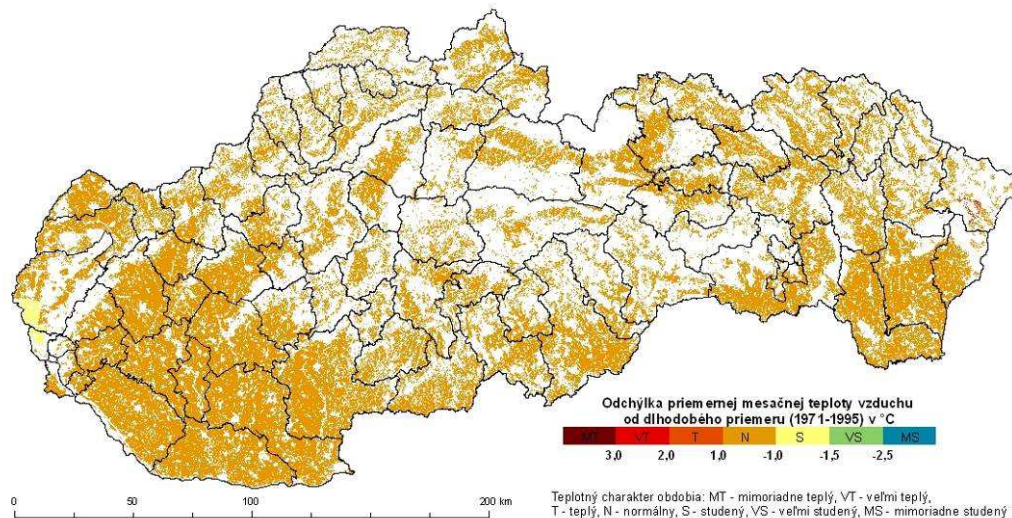 Odchýlka priemernej mesačnej teploty vzduchu
od dlhodobého priemeru (1971-1995) v °C
MT VT T N S VS MS
3,0 2,0 1,0 -1,0 -1,5 -2,5
0 50 100 200 km
Teplotný charakter obdobia: MT - mimoriadne teplý, VT - veľmi teplý,
T - teplý, N - normálny, S - studený, VS - veľmi studený, MS - mimoriadne studený